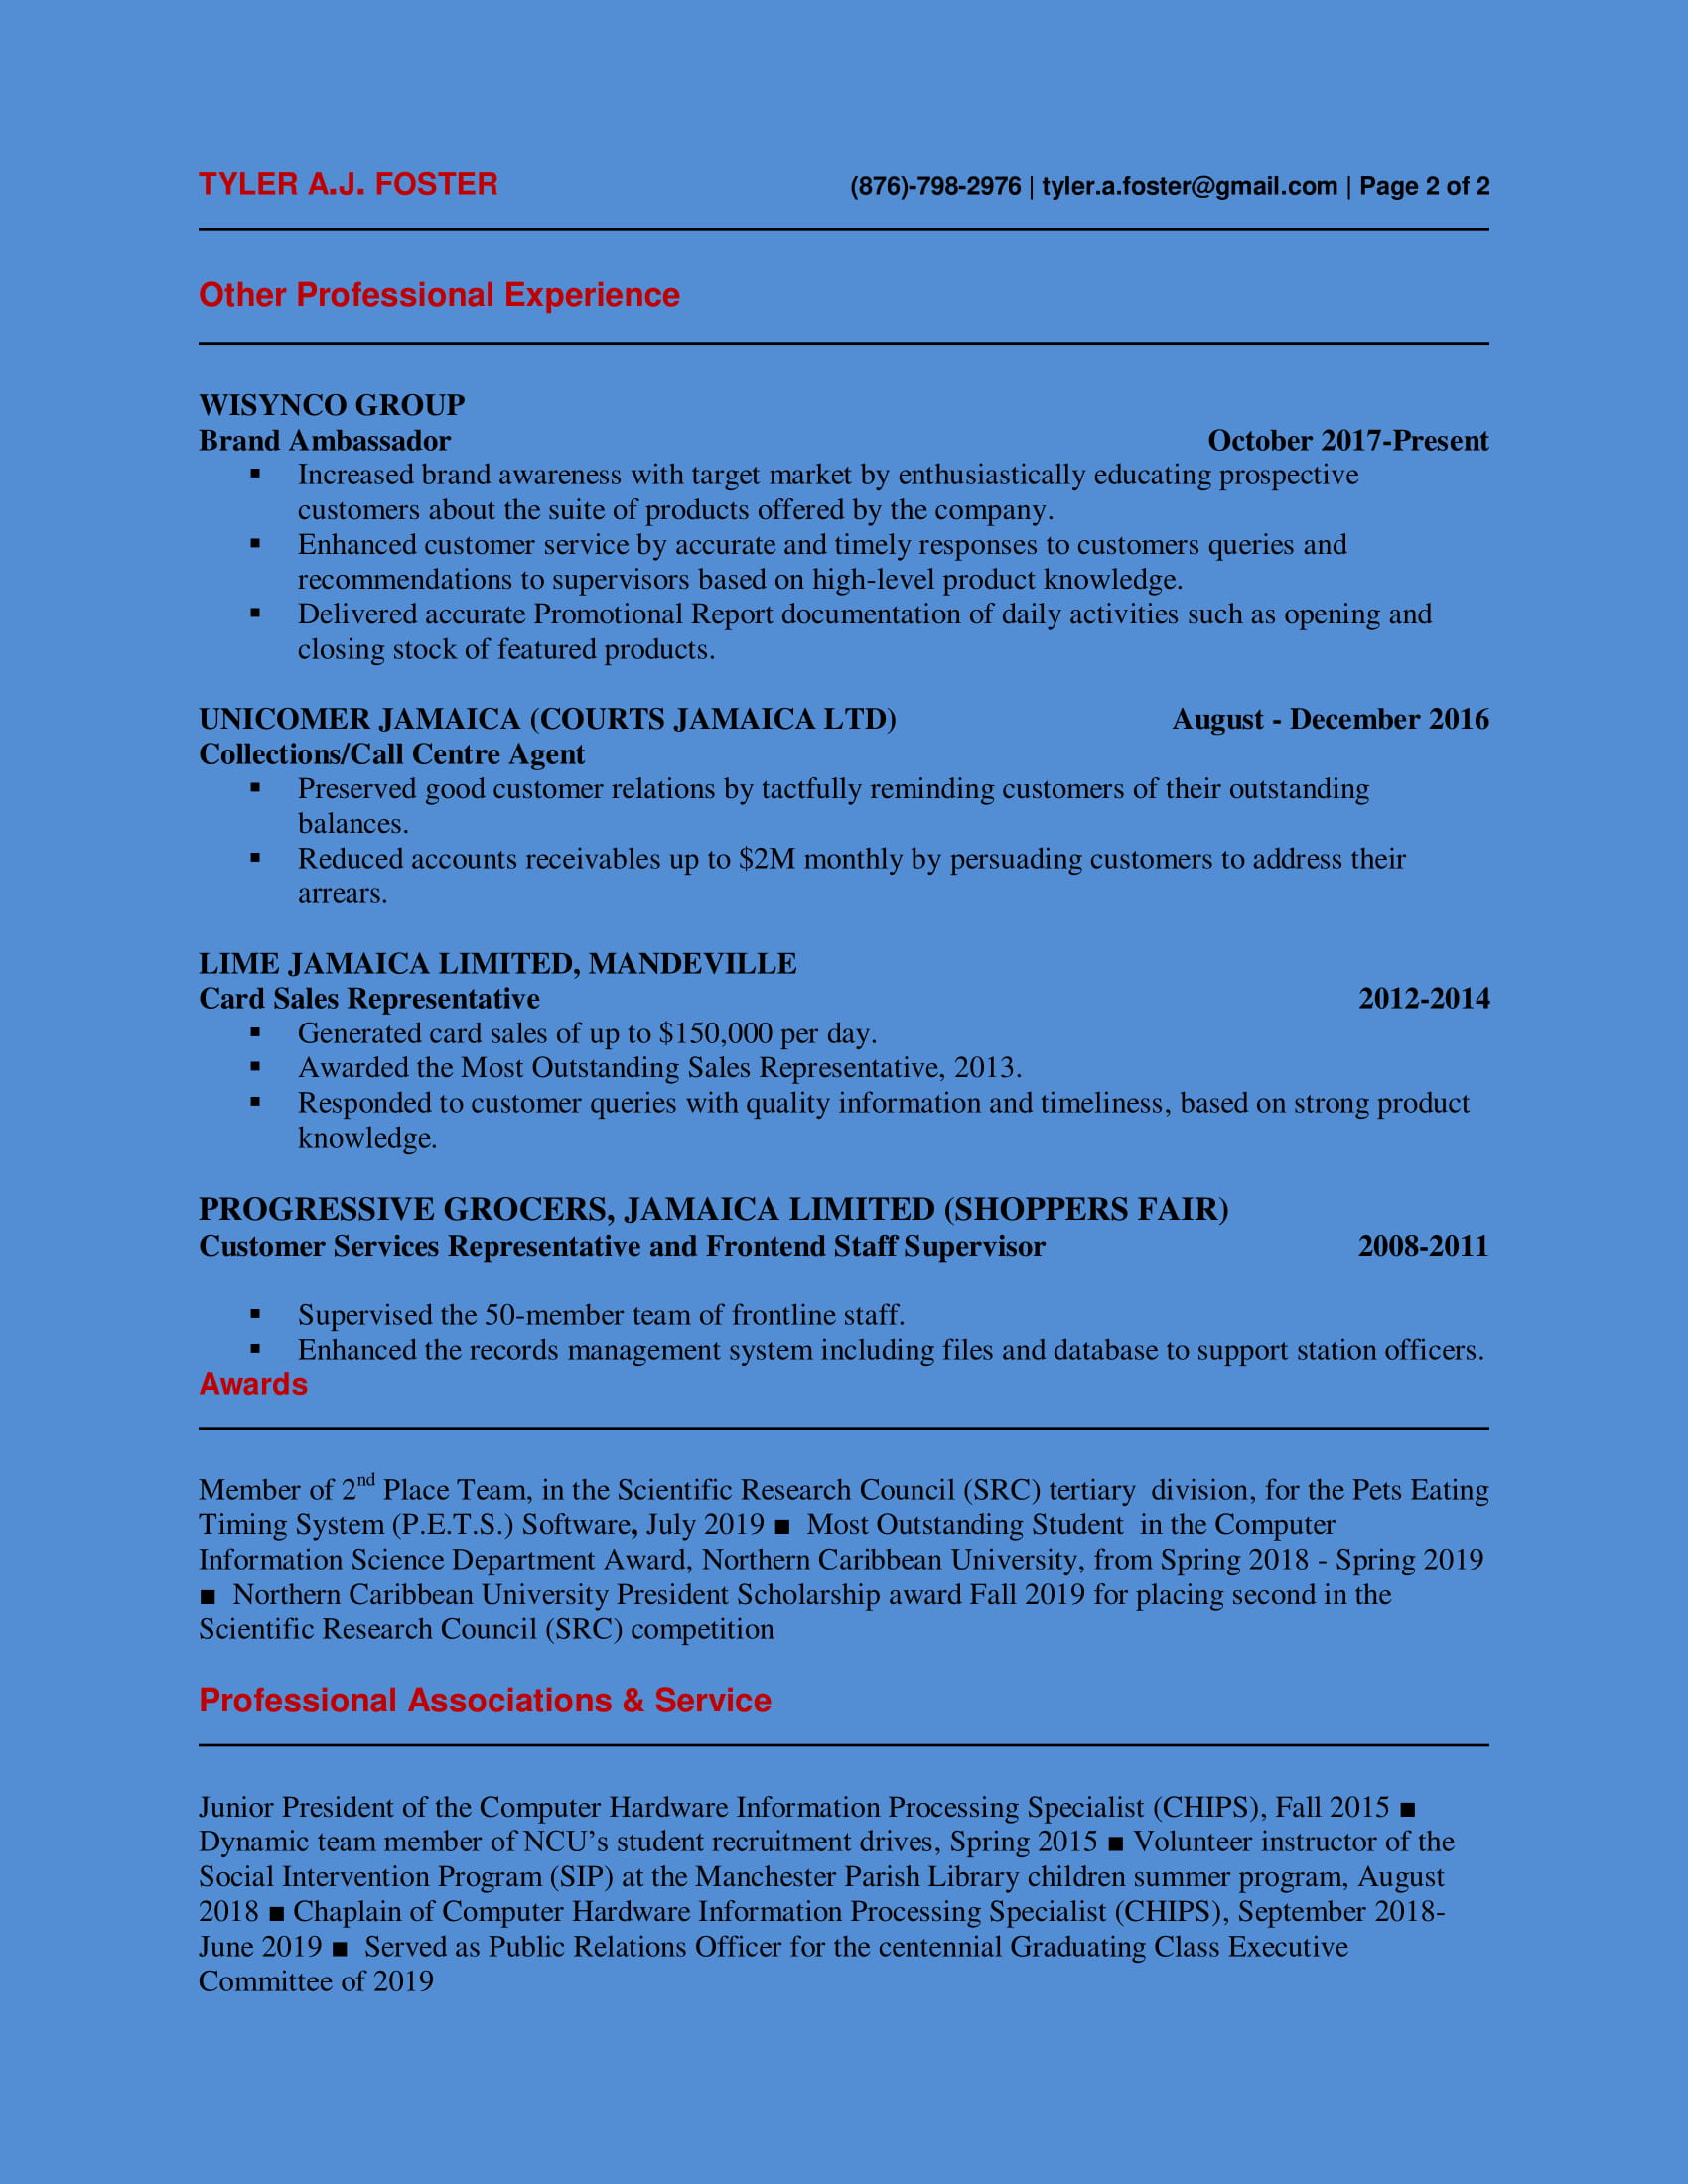 TYLER A.J. FOSTER (876)-798-2976 | tyler.a.foster@gmail.com | Page 2 of 2
Other Professional Experience
WISYNCO GROUP
Brand Ambassador October 2017-Present
▪ Increased brand awareness with target market by enthusiastically educating prospective
customers about the suite of products offered by the company.
▪ Enhanced customer service by accurate and timely responses to customers queries and
recommendations to supervisors based on high-level product knowledge.
▪ Delivered accurate Promotional Report documentation of daily activities such as opening and
closing stock of featured products.
UNICOMER JAMAICA (COURTS JAMAICA LTD) August - December 2016
Collections/Call Centre Agent
▪ Preserved good customer relations by tactfully reminding customers of their outstanding
balances.
▪ Reduced accounts receivables up to $2M monthly by persuading customers to address their
arrears.
LIME JAMAICA LIMITED, MANDEVILLE
Card Sales Representative 2012-2014
▪ Generated card sales of up to $150,000 per day.
▪ Awarded the Most Outstanding Sales Representative, 2013.
▪ Responded to customer queries with quality information and timeliness, based on strong product
knowledge.
PROGRESSIVE GROCERS, JAMAICA LIMITED (SHOPPERS FAIR)
Customer Services Representative and Frontend Staff Supervisor 2008-2011
▪ Supervised the 50-member team of frontline staff.
▪ Enhanced the records management system including files and database to support station officers.
Awards
Member of 2nd Place Team, in the Scientific Research Council (SRC) tertiary division, for the Pets Eating
Timing System (P.E.T.S.) Software, July 2019 ■ Most Outstanding Student in the Computer
Information Science Department Award, Northern Caribbean University, from Spring 2018 - Spring 2019
■ Northern Caribbean University President Scholarship award Fall 2019 for placing second in the
Scientific Research Council (SRC) competition
Professional Associations & Service
Junior President of the Computer Hardware Information Processing Specialist (CHIPS), Fall 2015 ■
Dynamic team member of NCU’s student recruitment drives, Spring 2015 ■ Volunteer instructor of the
Social Intervention Program (SIP) at the Manchester Parish Library children summer program, August
2018 ■ Chaplain of Computer Hardware Information Processing Specialist (CHIPS), September 2018-
June 2019 ■ Served as Public Relations Officer for the centennial Graduating Class Executive
Committee of 2019